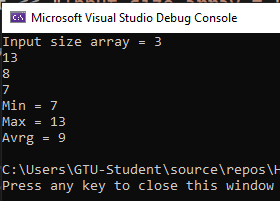 Microsoft Visual Studio Debug Console
Input size array = 3
13
8
7
Min = 7
Max = 13
Avrg = 9
C:\Users\GTU-Student\source\repos\H
Press any key to close this window